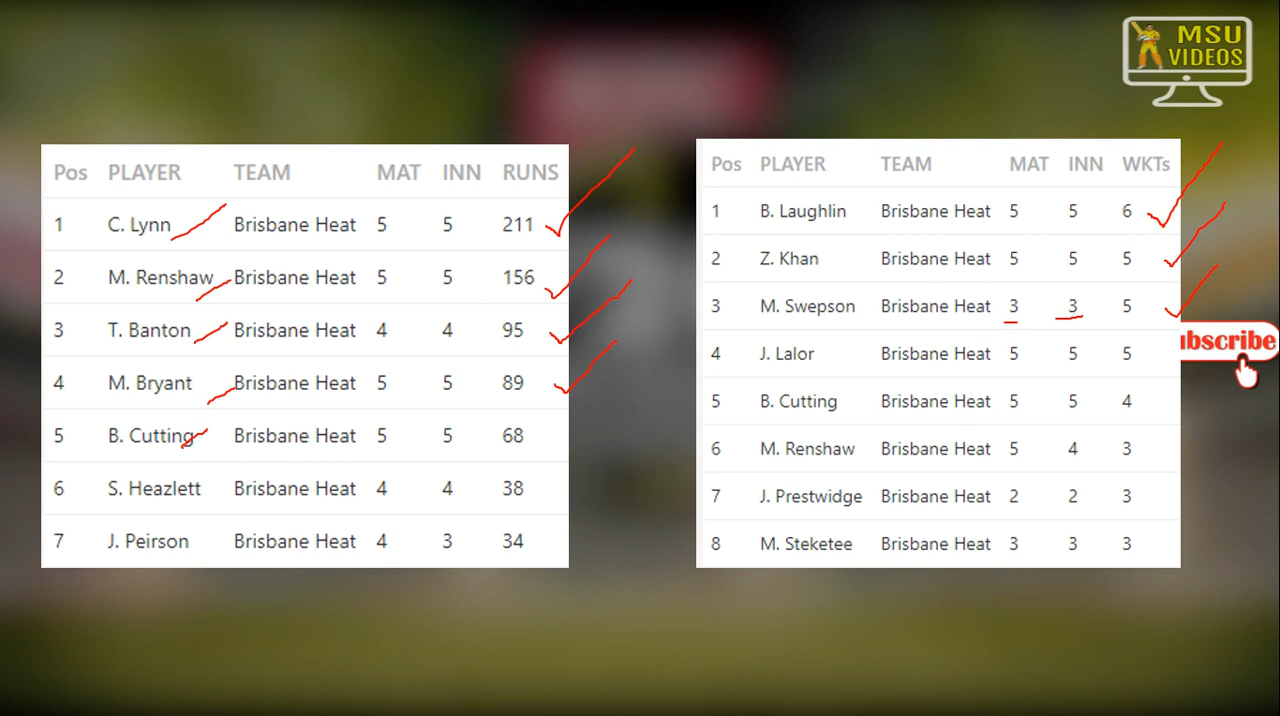 MSU
VIDEOS
Pos PLAYER TEAM MAT INN RUNS
1 C. Lynn Brisbane Heat 5 5 211
2 M. Renshaw Brisbane Heat 5 5 156
3 T. Banton Brisbane Heat 4 4 95
4 M. Bryant Brisbane Heat 5 5 89
5 B. Cutting Brisbane Heat 5 5 68
6 S. Heazlett Brisbane Heat 4 4 38
7 J. Peirson Brisbane Heat 4 3 34
Pos PLAYER TEAM MAT INN WKTs
1 B. Laughlin Brisbane Heat 5 5 6
2 Z. Khan Brisbane Heat 5 5 5
3 M. Swepson Brisbane Heat 3 3 5
4 J. Lalor Brisbane Heat 5 5 5
5 B. Cutting Brisbane Heat 5 5 4
6 M. Renshaw Brisbane Heat 5 4 3
7 J. Prestwidge Brisbane Heat 2 2 3
8 M. Steketee Brisbane Heat 3 3 3
ubscribe